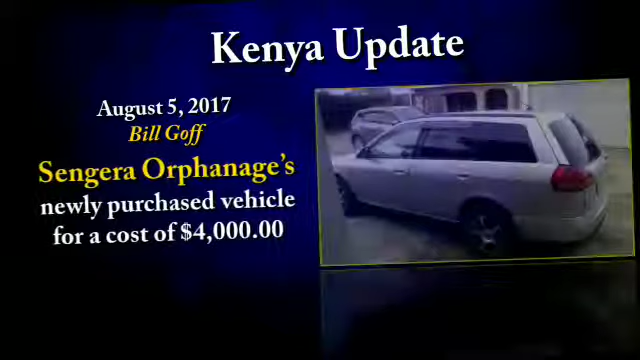 Kenya Update
August 5, 2017
Bill Goff
Sengera Orphanage's
newly purchased vehicle
for a cost of $4,000.00